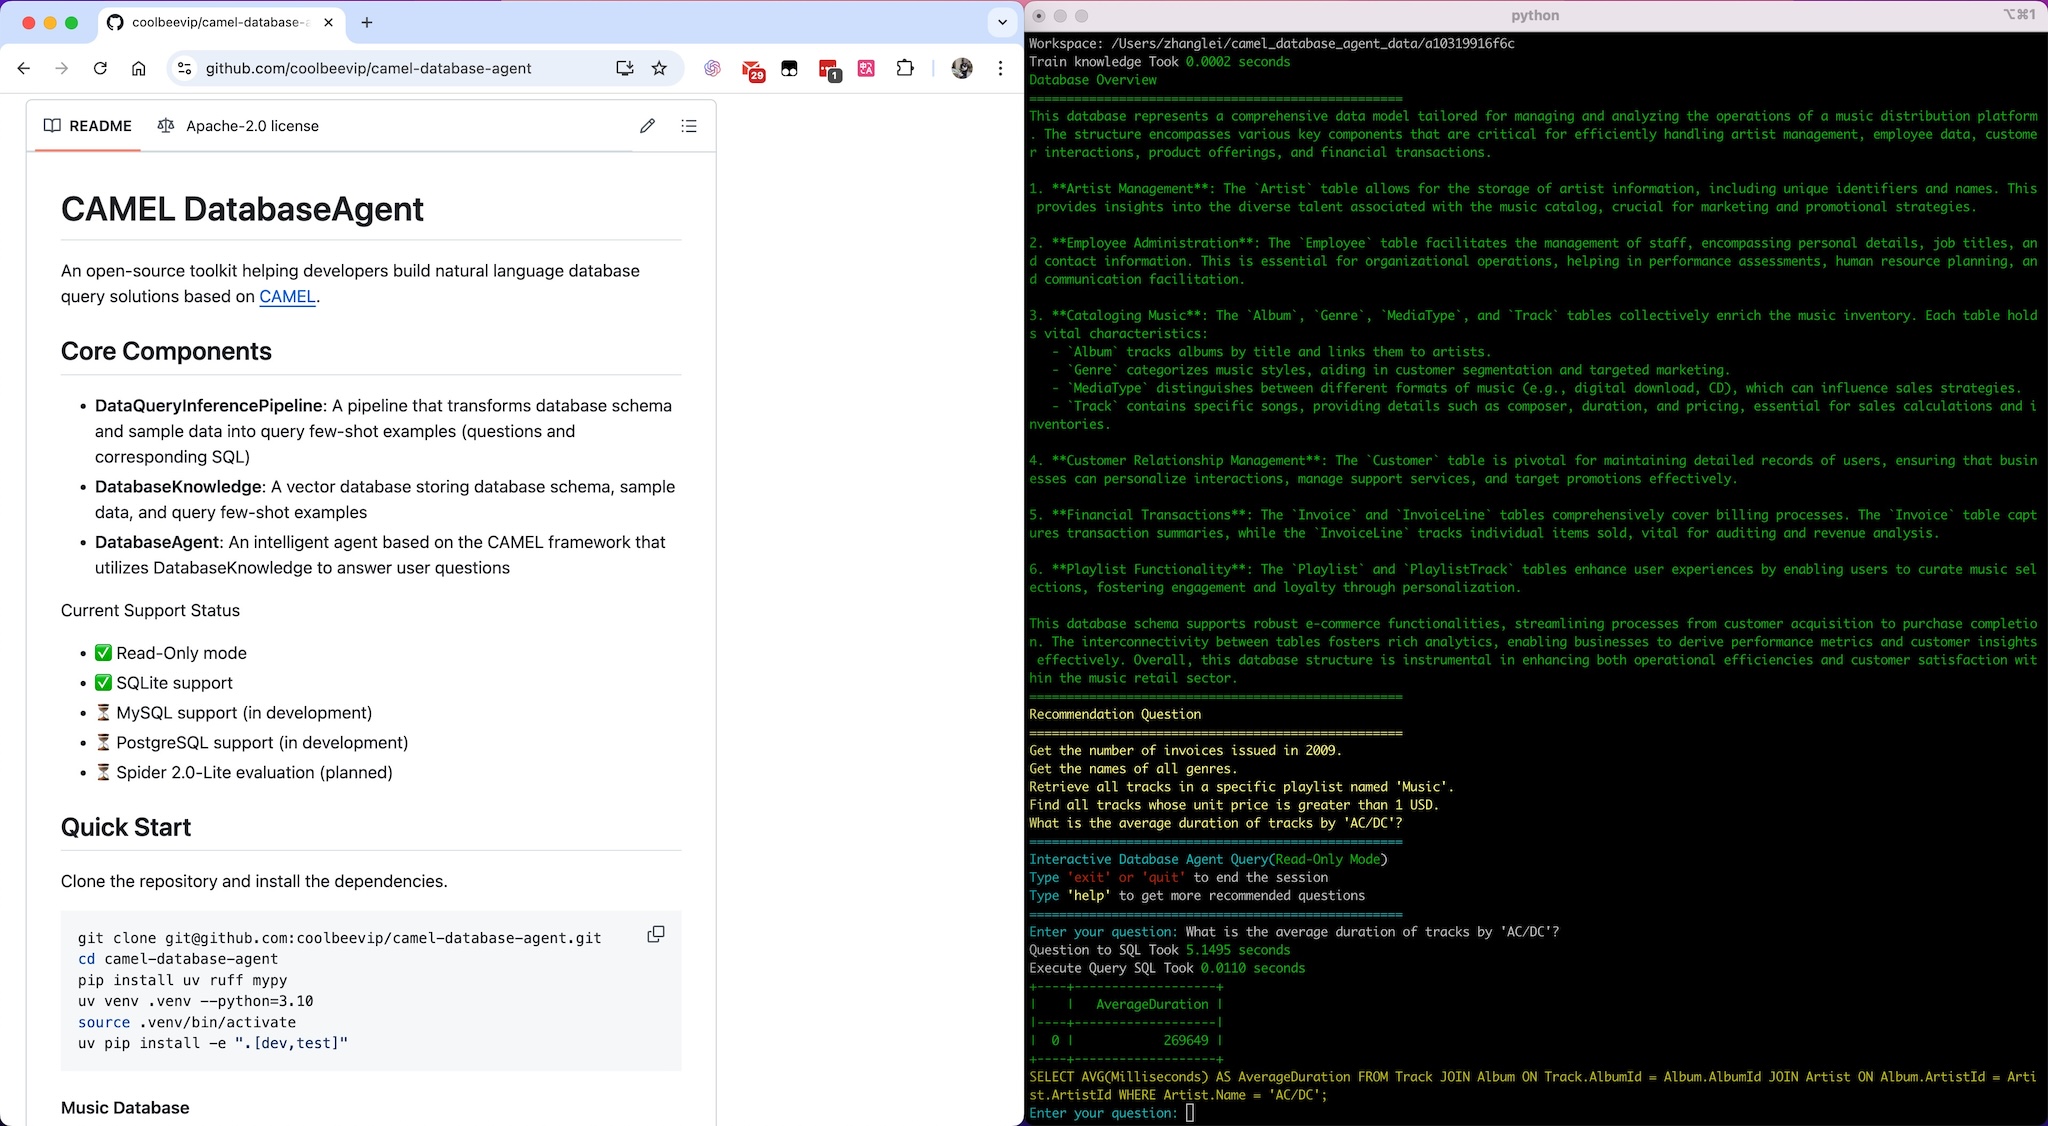 coolbeevip/camel-database-a
github.com/coolbeevip/camel-database-agent
29
1
README
Apache-2.0 license
CAMEL DatabaseAgent
An open-source toolkit helping developers build natural language database
query solutions based on CAMEL.
Core Components
• DataQueryInferencePipeline: A pipeline that transforms database schema
and sample data into query few-shot examples (questions and
corresponding SQL)
• DatabaseKnowledge: A vector database storing database schema, sample
data, and query few-shot examples
• DatabaseAgent: An intelligent agent based on the CAMEL framework that
utilizes DatabaseKnowledge to answer user questions
Current Support Status
• ✅ Read-Only mode
• ✅ SQLite support
• ⏳ MySQL support (in development)
• ⏳ PostgreSQL support (in development)
• ⏳ Spider 2.0-Lite evaluation (planned)
Quick Start
Clone the repository and install the dependencies.
git clone git@github.com:coolbeevip/camel-database-agent.git
cd camel-database-agent
pip install uv ruff mypy
uv venv .venv --python=3.10
source .venv/bin/activate
uv pip install -e ".[dev,test]"
Music Database
python
⌥⌘1
Workspace: /Users/zhanglei/camel_database_agent_data/a10319916f6c
Train knowledge Took 0.0002 seconds
Database Overview
==================================================
This database represents a comprehensive data model tailored for managing and analyzing the operations of a music distribution platform
. The structure encompasses various key components that are critical for efficiently handling artist management, employee data, custome
r interactions, product offerings, and financial transactions.
1. **Artist Management**: The `Artist` table allows for the storage of artist information, including unique identifiers and names. This
provides insights into the diverse talent associated with the music catalog, crucial for marketing and promotional strategies.
2. **Employee Administration**: The `Employee` table facilitates the management of staff, encompassing personal details, job titles, an
d contact information. This is essential for organizational operations, helping in performance assessments, human resource planning, an
d communication facilitation.
3. **Cataloging Music**: The `Album`, `Genre`, `MediaType`, and `Track` tables collectively enrich the music inventory. Each table hold
s vital characteristics:
- `Album` tracks albums by title and links them to artists.
- `Genre` categorizes music styles, aiding in customer segmentation and targeted marketing.
- `MediaType` distinguishes between different formats of music (e.g., digital download, CD), which can influence sales strategies.
- `Track` contains specific songs, providing details such as composer, duration, and pricing, essential for sales calculations and i
nventories.
4. **Customer Relationship Management**: The `Customer` table is pivotal for maintaining detailed records of users, ensuring that busin
esses can personalize interactions, manage support services, and target promotions effectively.
5. **Financial Transactions**: The `Invoice` and `InvoiceLine` tables comprehensively cover billing processes. The `Invoice` table capt
ures transaction summaries, while the `InvoiceLine` tracks individual items sold, vital for auditing and revenue analysis.
6. **Playlist Functionality**: The `Playlist` and `PlaylistTrack` tables enhance user experiences by enabling users to curate music sel
ections, fostering engagement and loyalty through personalization.
This database schema supports robust e-commerce functionalities, streamlining processes from customer acquisition to purchase completio
n. The interconnectivity between tables fosters rich analytics, enabling businesses to derive performance metrics and customer insights
effectively. Overall, this database structure is instrumental in enhancing both operational efficiencies and customer satisfaction wit
hin the music retail sector.
==================================================
Recommendation Question
==================================================
Get the number of invoices issued in 2009.
Get the names of all genres.
Retrieve all tracks in a specific playlist named 'Music'.
Find all tracks whose unit price is greater than 1 USD.
What is the average duration of tracks by 'AC/DC'?
==================================================
Interactive Database Agent Query(Read-Only Mode)
Type 'exit' or 'quit' to end the session
Type 'help' to get more recommended questions
==================================================
Enter your question: What is the average duration of tracks by 'AC/DC'?
Question to SQL Took 5.1495 seconds
Execute Query SQL Took 0.0110 seconds
+----+-------------------+
|    |   AverageDuration |
|----+-------------------|
|  0 |            269649 |
+----+-------------------+
SELECT AVG(Milliseconds) AS AverageDuration FROM Track JOIN Album ON Track.AlbumId = Album.AlbumId JOIN Artist ON Album.ArtistId = Arti
st.ArtistId WHERE Artist.Name = 'AC/DC';
Enter your question: